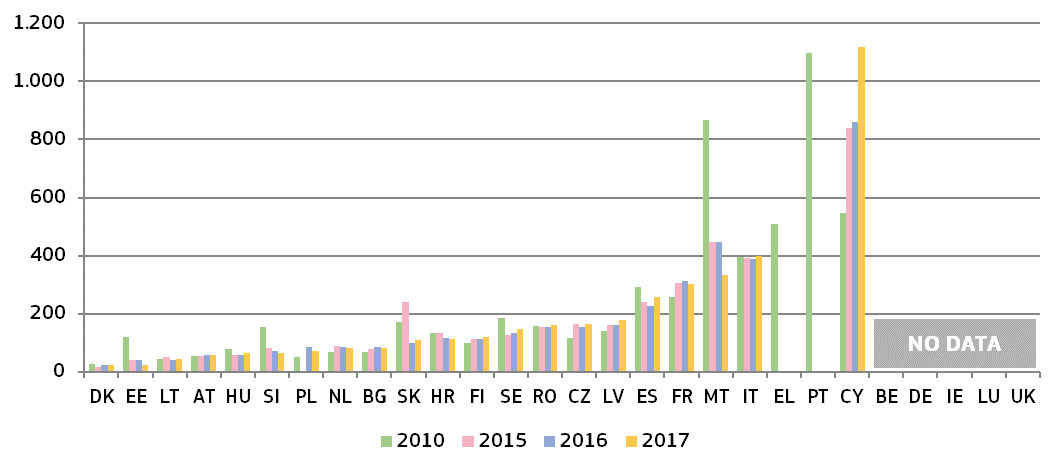 1.200
1.000
800
600
400
200
0
NO DATA
DK EE LT AT HU SI PL NL BG SK HR FI SE RO CZ LV ES FR MT IT EL PT CY BE DE IE LU UK
2010 2015 2016 2017